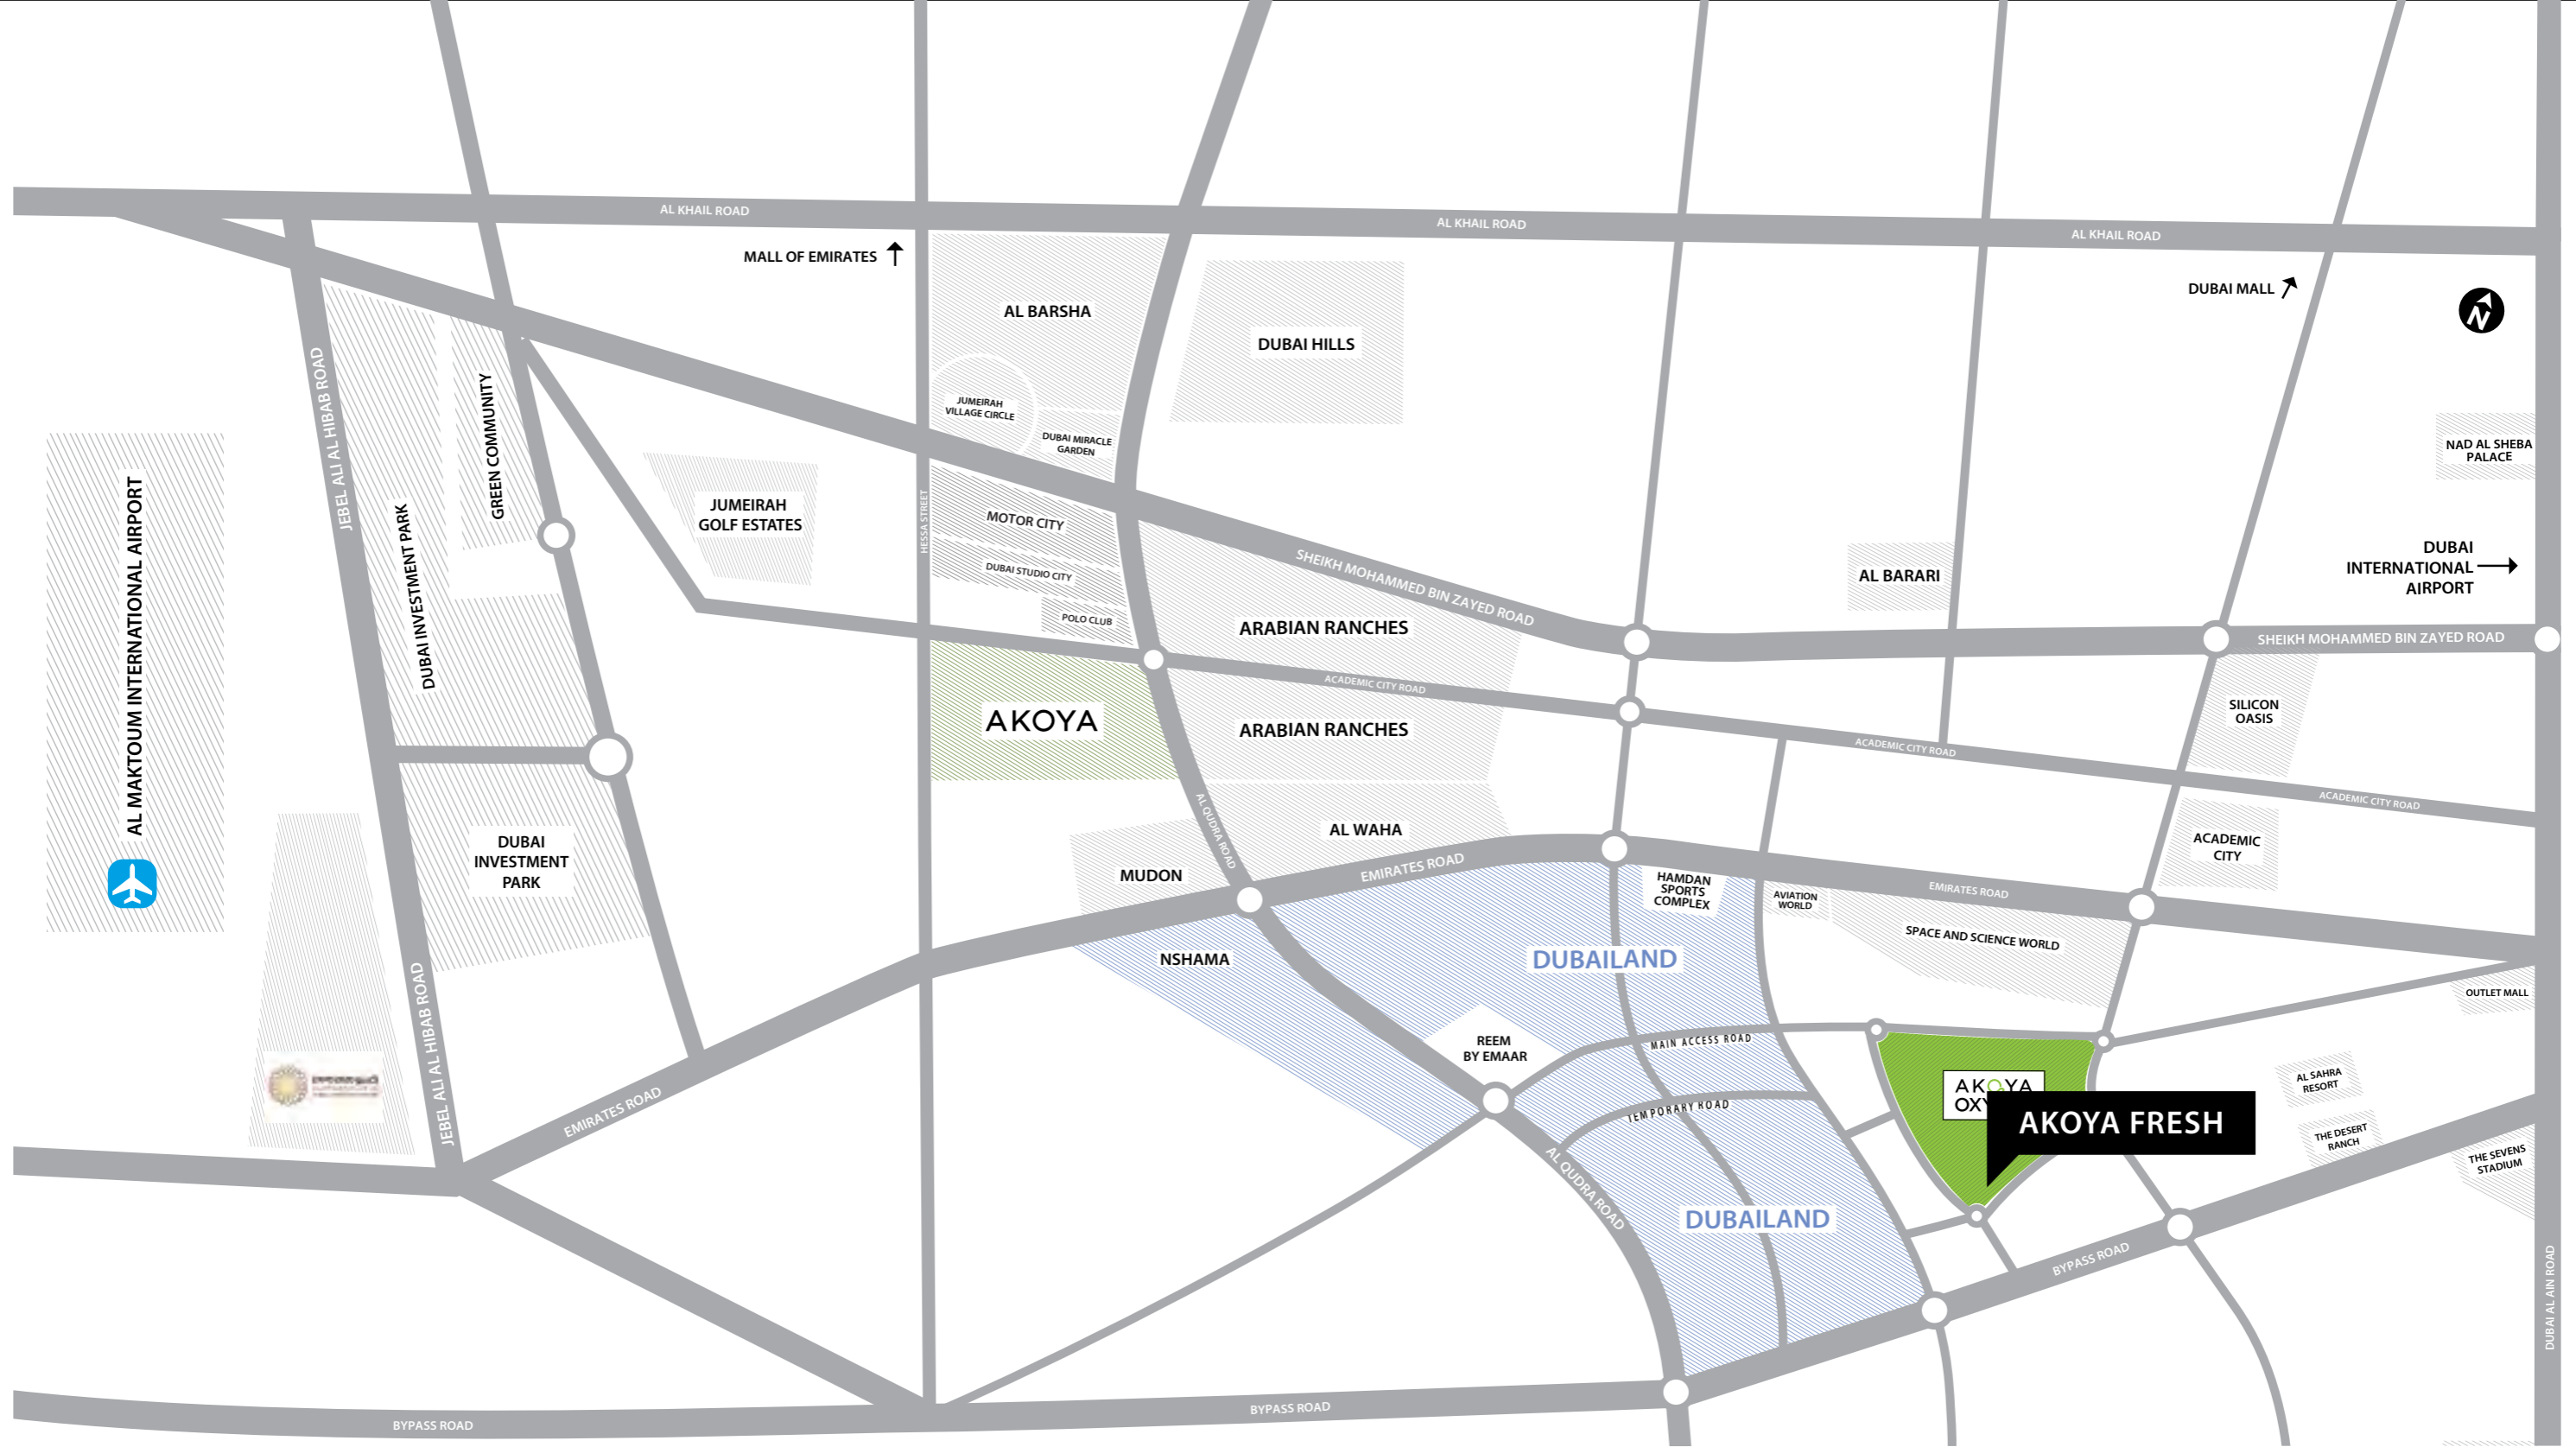 AL KHAIL ROAD
AL KHAIL ROAD
AL KHAIL ROAD
MALL OF EMIRATES
DUBAI MALL
N
AL BARSHA
DUBAI HILLS
JUMEIRAH
VILLAGE CIRCLE
DUBAI MIRACLE
GARDEN
NAD AL SHEBA
PALACE
JEBEL ALI AL HIBAB ROAD
GREEN COMMUNITY
AL MAKTOUM INTERNATIONAL AIRPORT
DUBAI INVESTMENT PARK
JUMEIRAH
GOLF ESTATES
HESSA STREET
MOTOR CITY
DUBAI STUDIO CITY
POLO CLUB
SHEIKH MOHAMMED BIN ZAYED ROAD
AL BARARI
DUBAI
INTERNATIONAL
AIRPORT
ARABIAN RANCHES
SHEIKH MOHAMMED BIN ZAYED ROAD
ACADEMIC CITY ROAD
AKOYA
ARABIAN RANCHES
SILICON
OASIS
ACADEMIC CITY ROAD
ACADEMIC CITY ROAD
AL QUDRA ROAD
AL WAHA
ACADEMIC
CITY
DUBAI
INVESTMENT
PARK
MUDON
EMIRATES ROAD
HAMDAN
SPORTS
COMPLEX
AVIATION
WORLD
EMIRATES ROAD
SPACE AND SCIENCE WORLD
NSHAMA
DUBAILAND
OUTLET MALL
JEBEL ALI AL HIBAB ROAD
REEM
BY EMAAR
MAIN ACCESS ROAD
TEMPORARY ROAD
EMIRATES ROAD
AKOYA
OXY
AKOYA FRESH
AL SAHRA
RESORT
THE DESERT
RANCH
THE SEVENS
STADIUM
AL QUDRA ROAD
DUBAILAND
BYPASS ROAD
DUBAI AL AIN ROAD
BYPASS ROAD
BYPASS ROAD